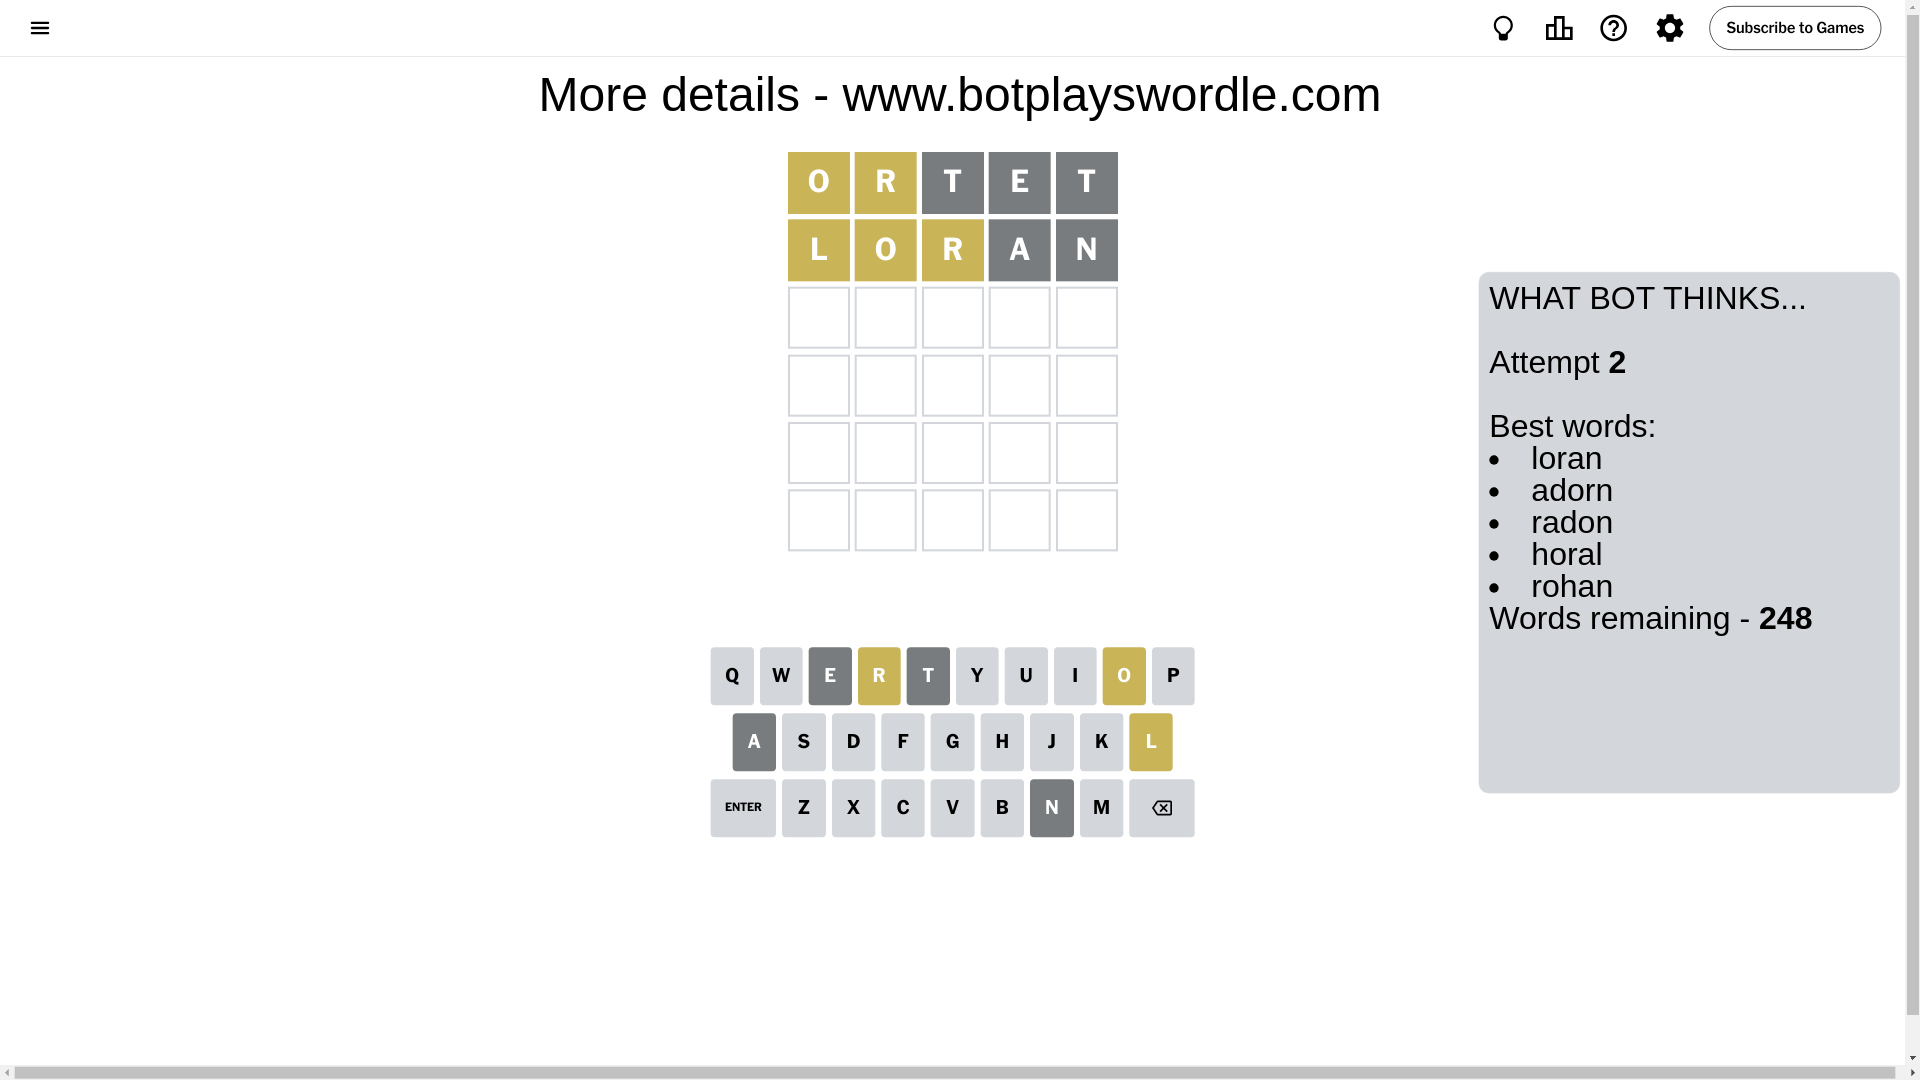 Subscribe to Games
More details - www.botplayswordle.com
O R T E T
L O R A N
WHAT BOT THINKS...
Attempt 2
Best words:
• loran
• adorn
• radon
• horal
• rohan
Words remaining - 248
Q W E R T Y U I O P
A S D F G H J K L
ENTER Z X C V B N M